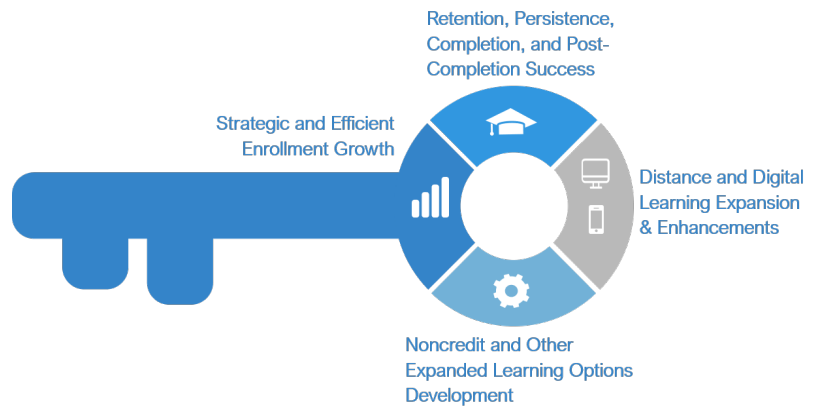 Retention, Persistence,
Completion, and Post-
Completion Success
Strategic and Efficient
Enrollment Growth
Distance and Digital
Learning Expansion
& Enhancements
Noncredit and Other
Expanded Learning Options
Development